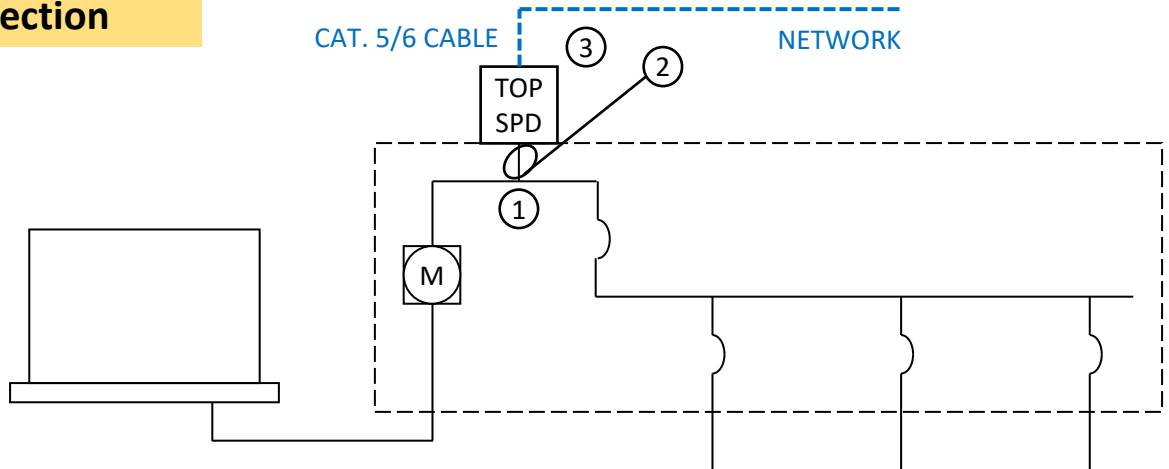 ection
CAT. 5/6 CABLE
3
NETWORK
2
TOP
SPD
1
M